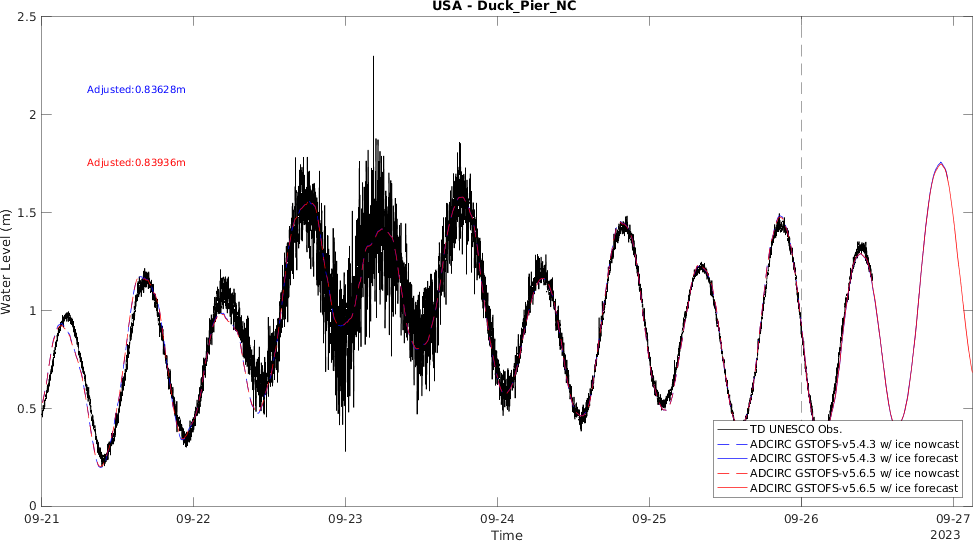 USA - Duck_Pier_NC
2.5
2
1.5
1
0.5
0
Water Level (m)
Adjusted:0.83628m
Adjusted:0.83936m
TD UNESCO Obs.
ADCIRC GSTOFS-v5.4.3 w/ ice nowcast
ADCIRC GSTOFS-v5.4.3 w/ ice forecast
ADCIRC GSTOFS-v5.6.5 w/ ice nowcast
ADCIRC GSTOFS-v5.6.5 w/ ice forecast
09-21 09-22 09-23 09-24 09-25 09-26 09-27
Time
2023